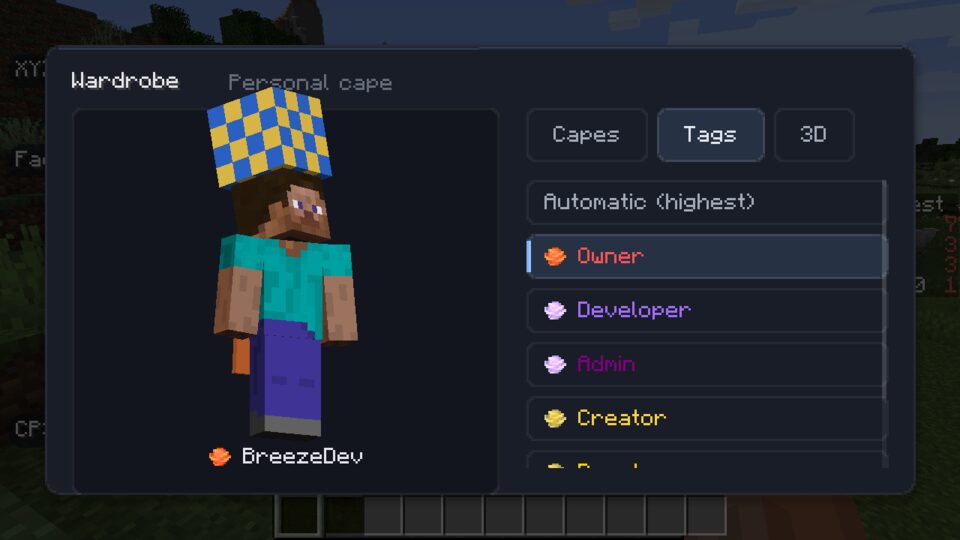 Wardrobe
Personal cape
Capes
Tags
3D
Automatic (highest)
Owner
Developer
Admin
Creator
BreezeDev